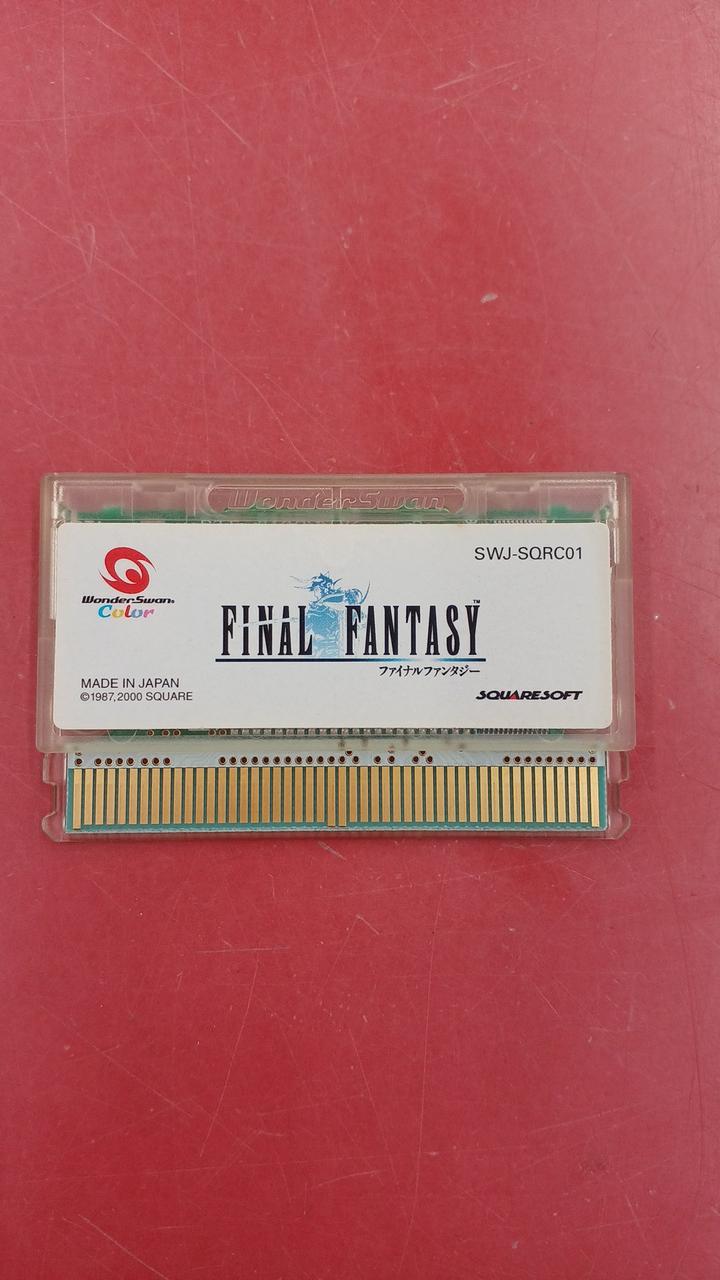 WonderSwan
SWJ-SQRC01
WonderSwan
Color
FINAL FANTASY™
ファイナルファンタジー
MADE IN JAPAN
©1987,2000 SQUARE
SQUARESOFT